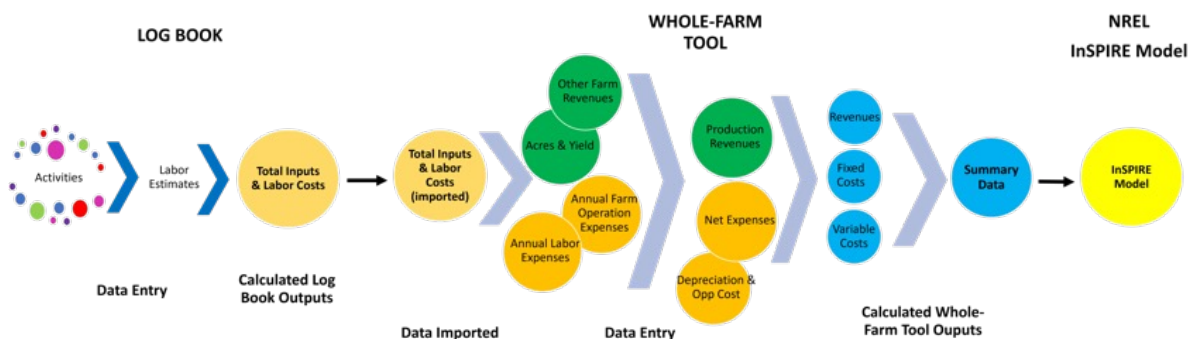 LOG BOOK
WHOLE-FARM
TOOL
NREL
InSPIRE Model
Activities
Labor
Estimates
Total Inputs
& Labor Costs
Total Inputs
& Labor
Costs
(imported)
Other Farm
Revenues
Acres & Yield
Annual Farm
Operation
Expenses
Annual Labor
Expenses
Production
Revenues
Net Expenses
Depreciation &
Opp Cost
Revenues
Fixed
Costs
Variable
Costs
Summary
Data
InSPIRE
Model
Data Entry
Calculated Log
Book Outputs
Data Imported
Data Entry
Calculated Whole-
Farm Tool Ouputs